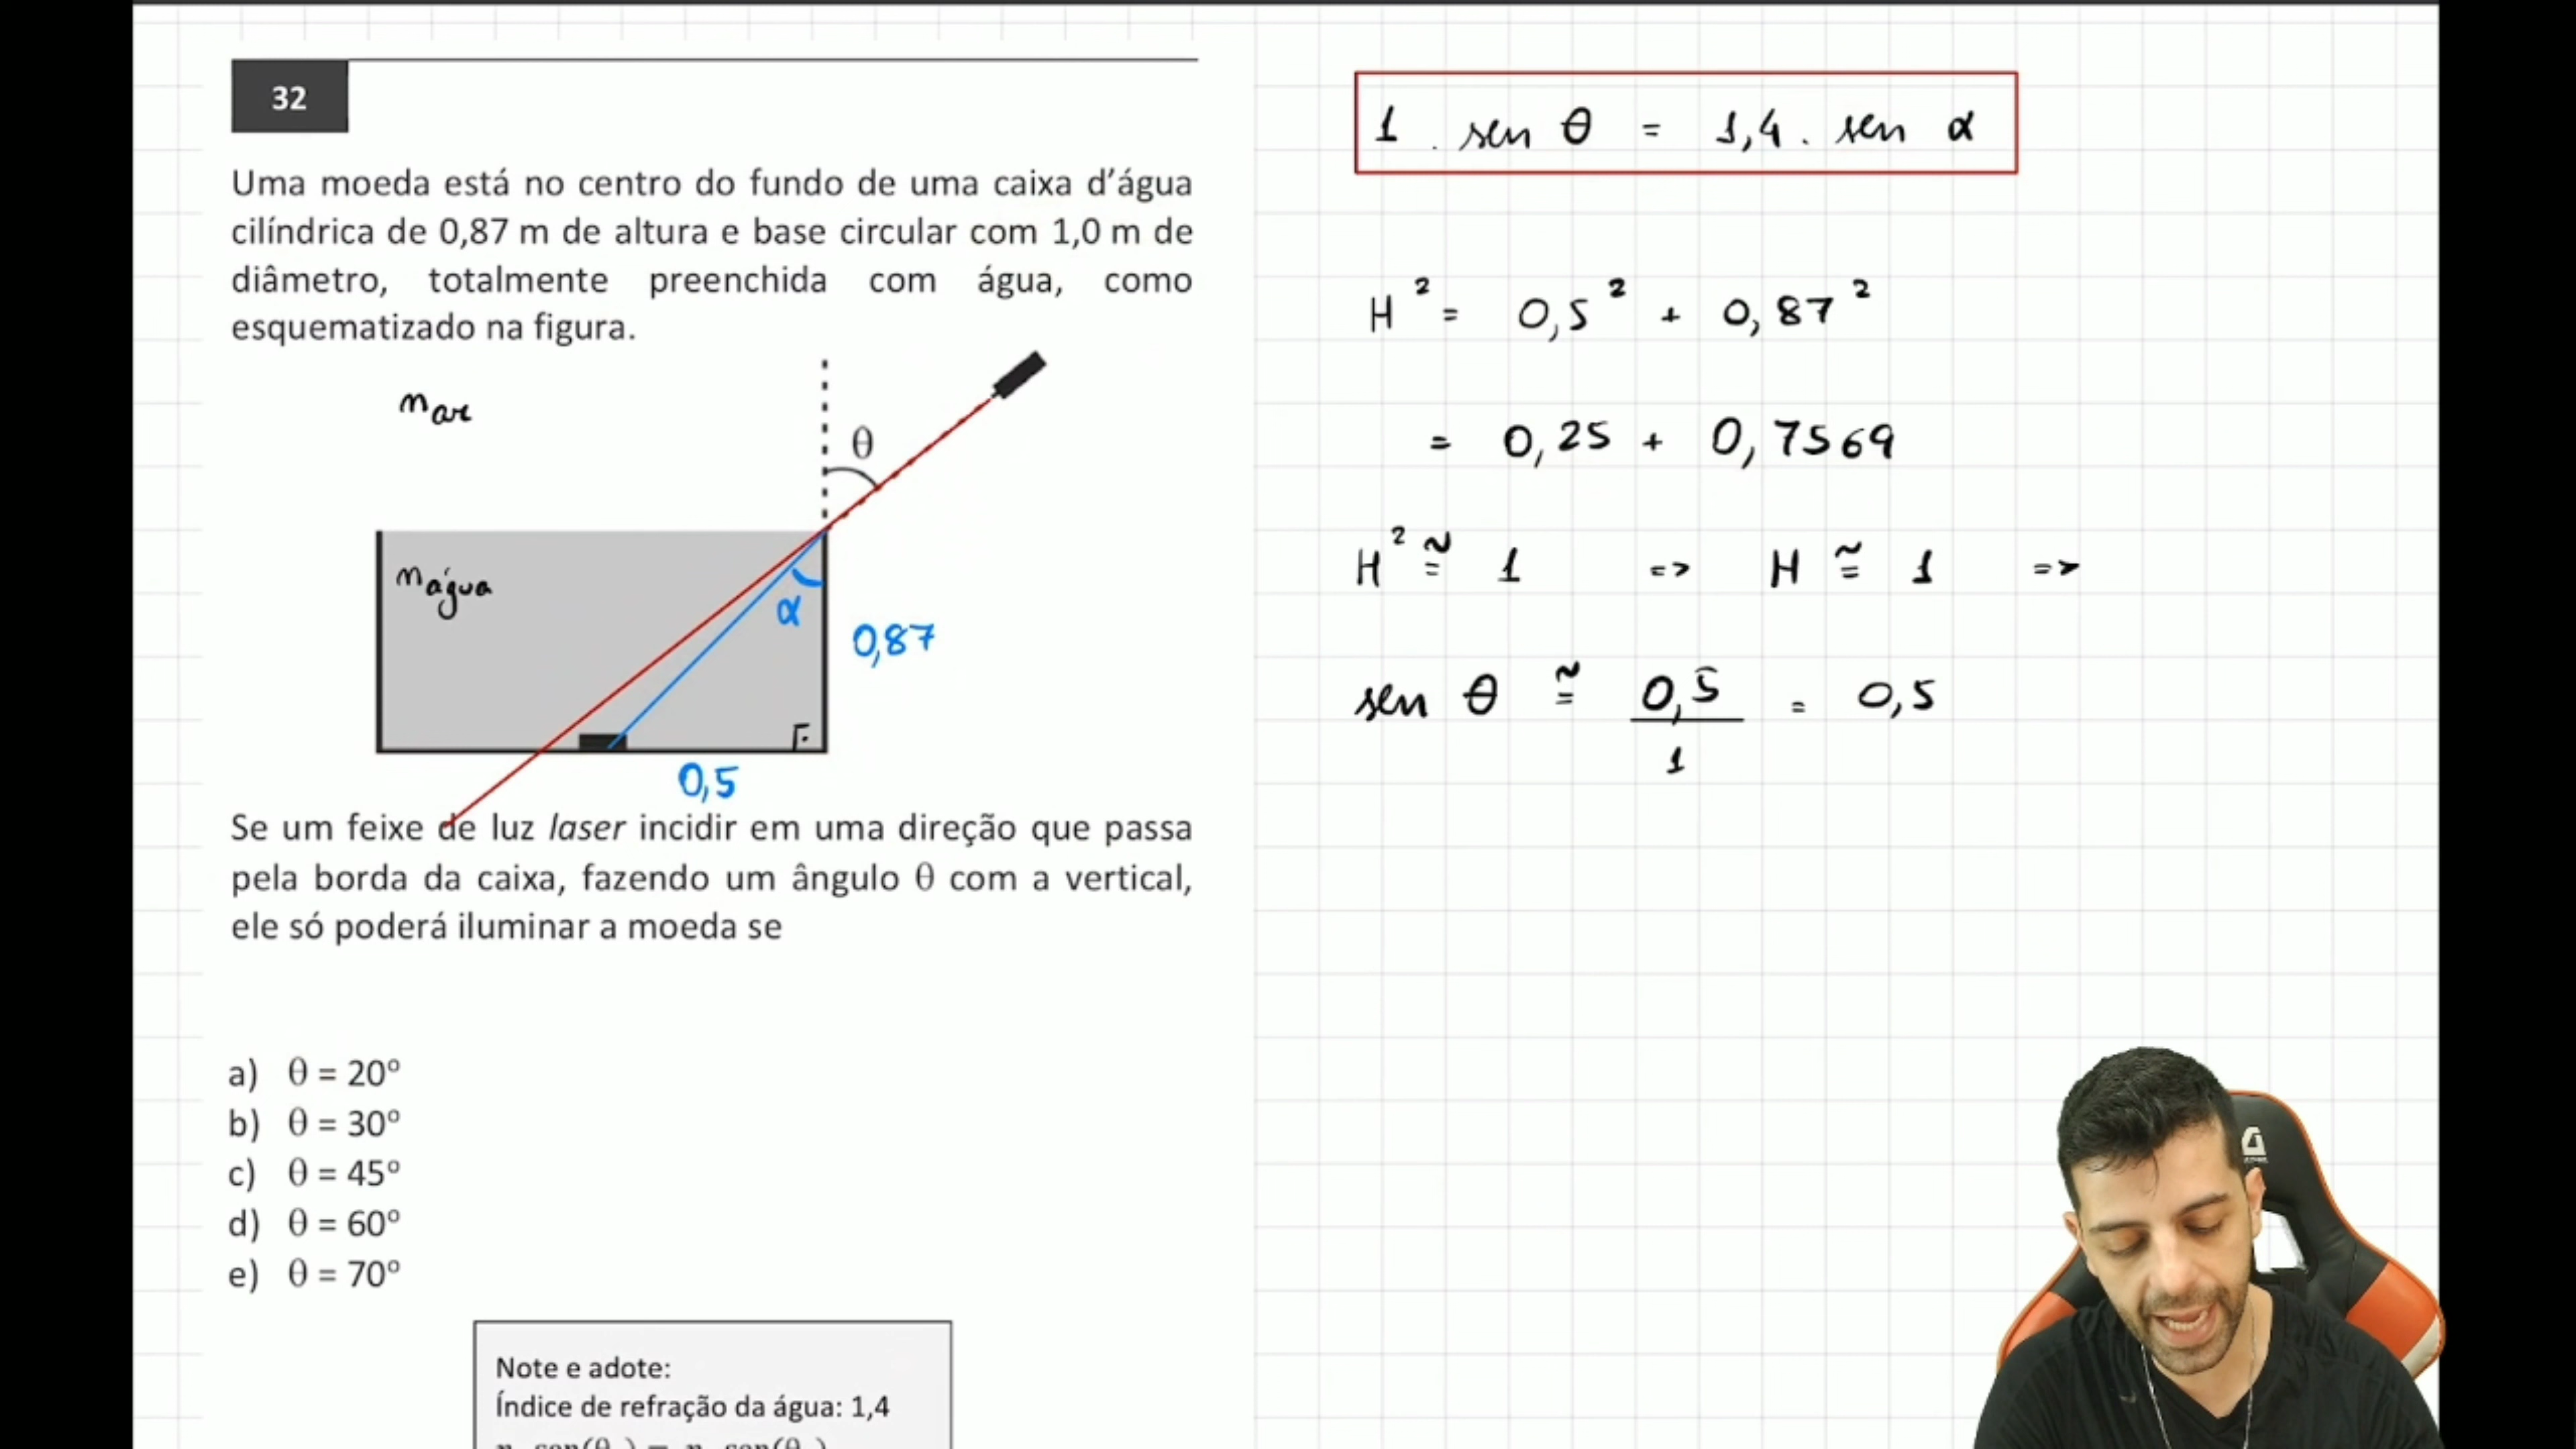 32
Uma moeda está no centro do fundo de uma caixa d'água
cilíndrica de 0,87 m de altura e base circular com 1,0 m de
diâmetro, totalmente preenchida com água, como
esquematizado na figura.
n ar
θ
n água
α
0,87
0,5
Se um feixe de luz laser incidir em uma direção que passa
pela borda da caixa, fazendo um ângulo θ com a vertical,
ele só poderá iluminar a moeda se
a) θ = 20º
b) θ = 30º
c) θ = 45º
d) θ = 60º
e) θ = 70º
Note e adote:
Índice de refração da água: 1,4
1 . sen θ = 1,4 . sen α
H² = 0,5² + 0,87²
= 0,25 + 0,7569
H² ≅ 1 => H ≅ 1 =>
sen θ ≅ 0,5/1 = 0,5